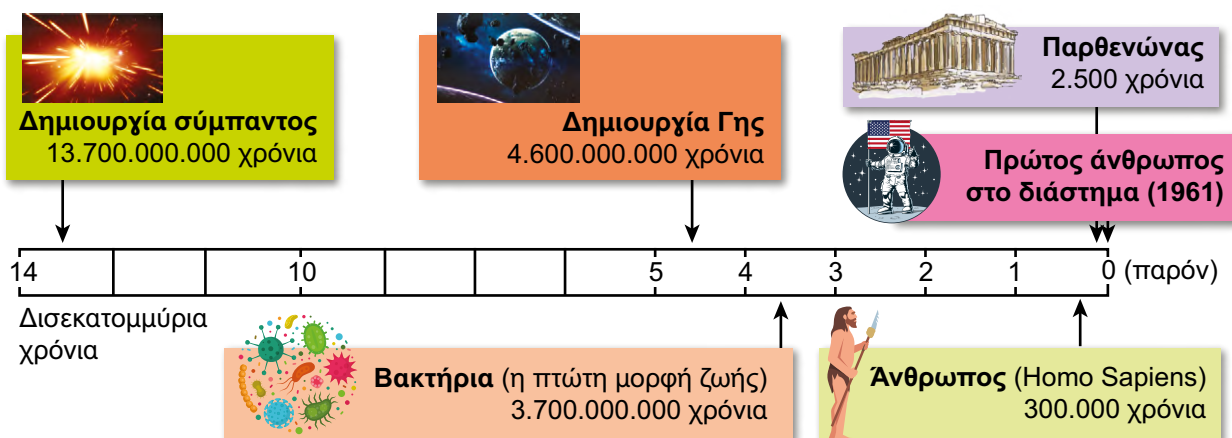 Δημιουργία σύμπαντος
13.700.000.000 χρόνια
Δημιουργία Γης
4.600.000.000 χρόνια
Παρθενώνας
2.500 χρόνια
Πρώτος άνθρωπος
στο διάστημα (1961)
14 10 5 4 3 2 1 0 (παρόν)
Δισεκατομμύρια
χρόνια
Βακτήρια (η πτώτη μορφή ζωής)
3.700.000.000 χρόνια
Άνθρωπος (Homo Sapiens)
300.000 χρόνια